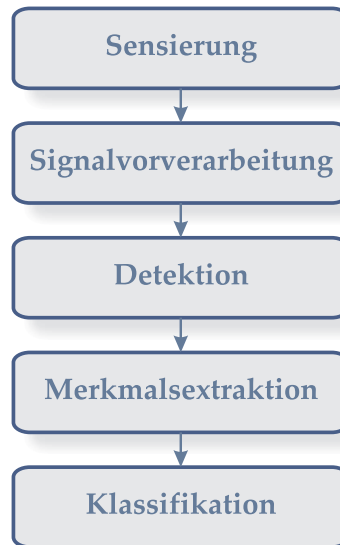 Sensierung
Signalvorverarbeitung
Detektion
Merkmalsextraktion
Klassifikation